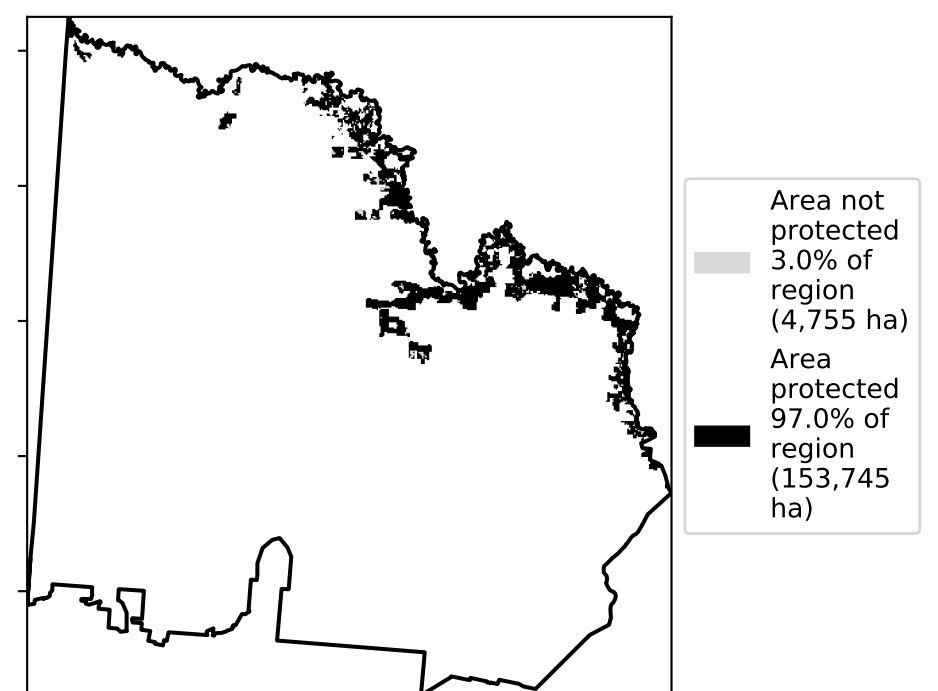 Area not
protected
3.0% of
region
(4,755 ha)
Area
protected
97.0% of
region
(153,745
ha)